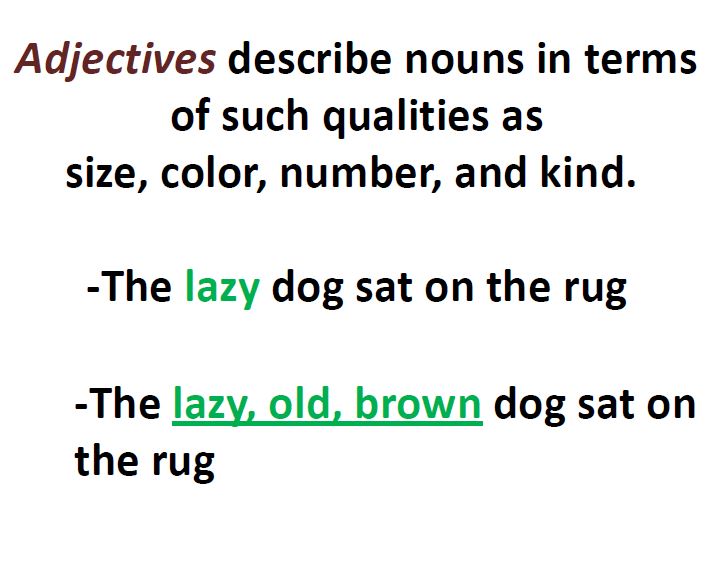 Adjectives describe nouns in terms
of such qualities as
size, color, number, and kind.
-The lazy dog sat on the rug
-The lazy, old, brown dog sat on
the rug